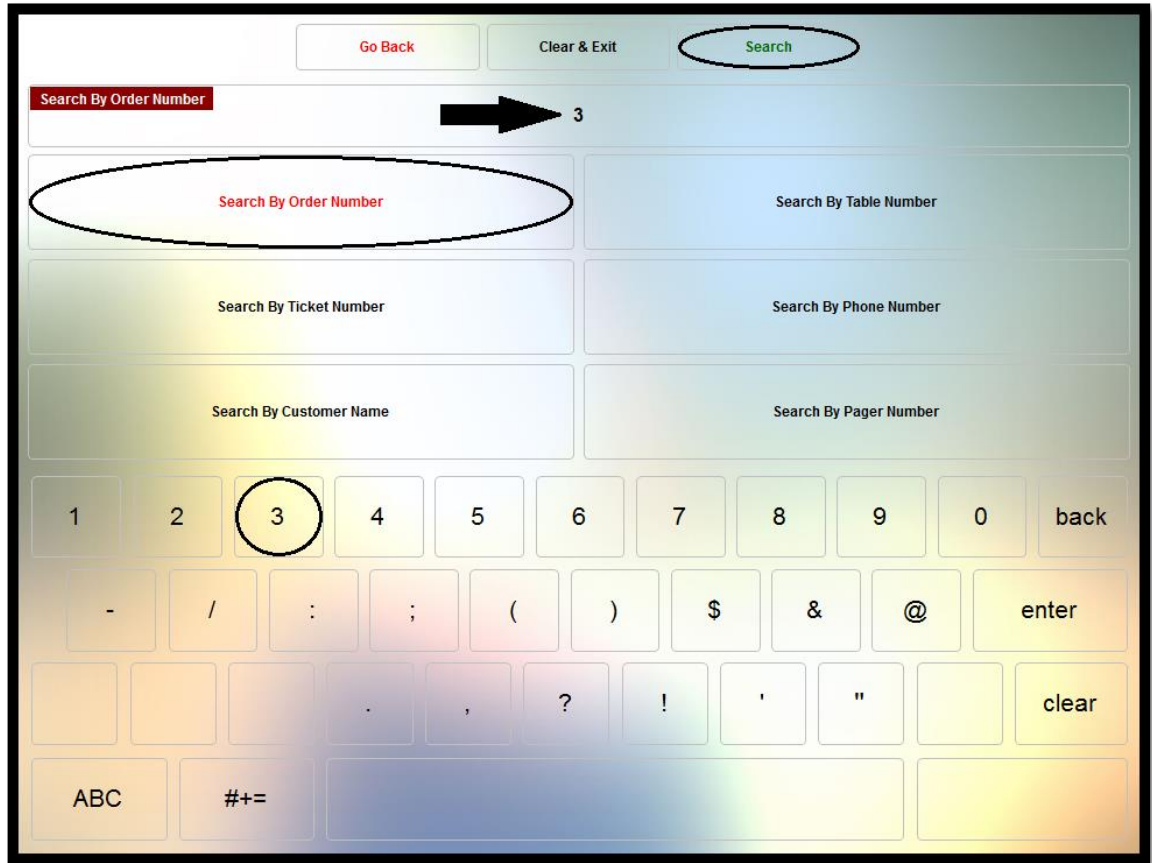 Go Back Clear & Exit Search
Search By Order Number
3
Search By Order Number Search By Table Number
Search By Ticket Number Search By Phone Number
Search By Customer Name Search By Pager Number
1 2 3 4 5 6 7 8 9 0 back
- / : ; ( ) $ & @ enter
. , ? ! ' " clear
ABC #+=